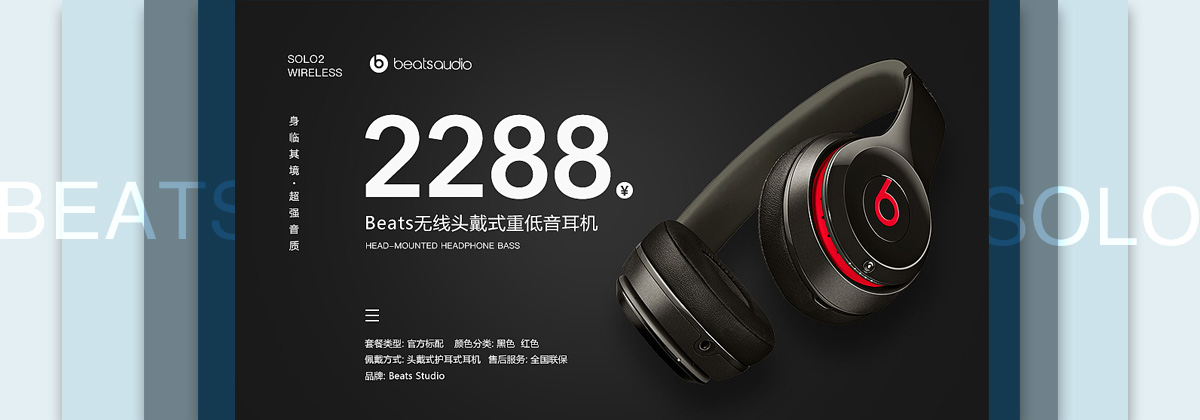 SOLO2
WIRELESS
beatsaudio
身临其境·超强音质
2288.
¥
Beats无线头戴式重低音耳机
HEAD-MOUNTED HEADPHONE BASS
套餐类型: 官方标配 颜色分类: 黑色 红色
佩戴方式: 头戴式护耳式耳机 售后服务: 全国联保
品牌: Beats Studio
BEATS
SOLO